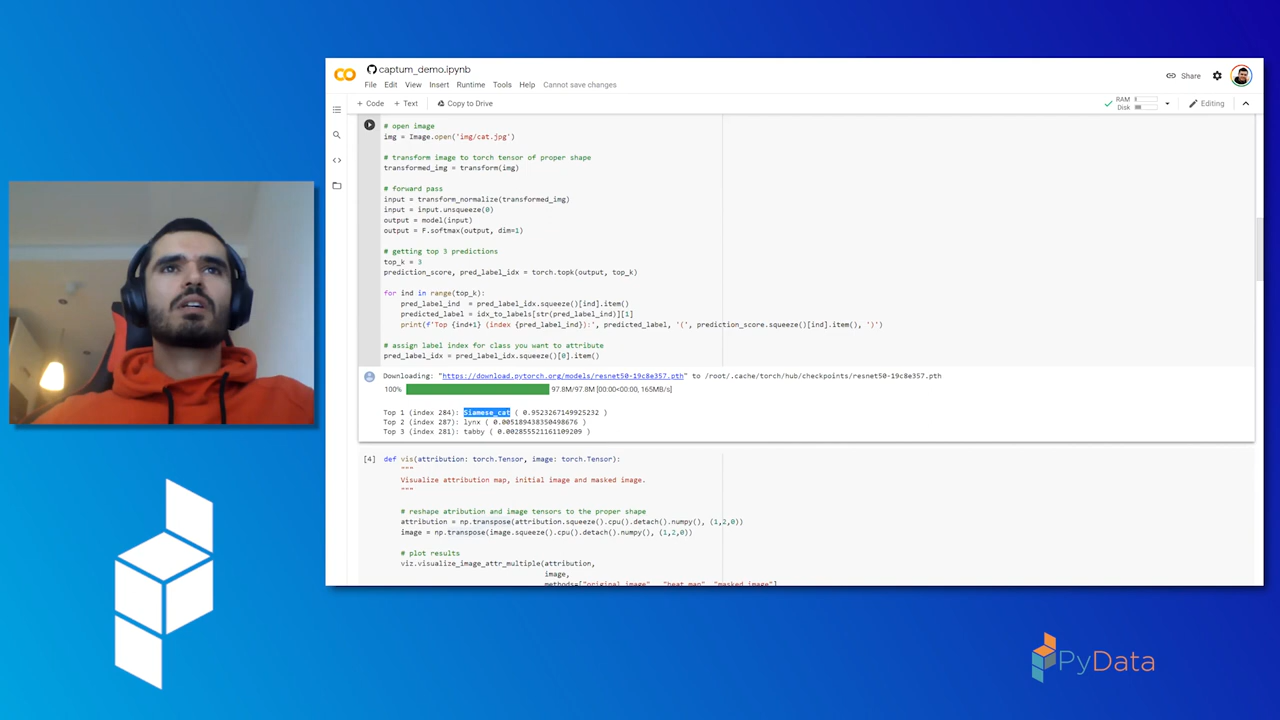 captum_demo.ipynb
File Edit View Insert Runtime Tools Help Cannot save changes
Share
+ Code + Text Copy to Drive
RAM
Disk
Editing
# open image
img = Image.open('img/cat.jpg')
# transform image to torch tensor of proper shape
transformed_img = transform(img)
# forward pass
input = transform_normalize(transformed_img)
input = input.unsqueeze(0)
output = model(input)
output = F.softmax(output, dim=1)
# getting top 3 predictions
top_k = 3
prediction_score, pred_label_idx = torch.topk(output, top_k)
for ind in range(top_k):
pred_label_ind = pred_label_idx.squeeze()[ind].item()
predicted_label = idx_to_labels[str(pred_label_ind)][1]
print(f'Top {ind+1} (index {pred_label_ind}):', predicted_label, '(', prediction_score.squeeze()[ind].item(), ')')
# assign label index for class you want to attribute
pred_label_idx = pred_label_idx.squeeze()[0].item()
Downloading: "https://download.pytorch.org/models/resnet50-19c8e357.pth" to /root/.cache/torch/hub/checkpoints/resnet50-19c8e357.pth
100% 97.8M/97.8M [00:00<00:00, 165MB/s]
Top 1 (index 284): Siamese_cat ( 0.9523267149925232 )
Top 2 (index 287): lynx ( 0.005189438350498676 )
Top 3 (index 281): tabby ( 0.002855521161109209 )
[4] def vis(attribution: torch.Tensor, image: torch.Tensor):
"""
Visualize attribution map, initial image and masked image.
"""
# reshape atribution and image tensors to the proper shape
attribution = np.transpose(attribution.squeeze().cpu().detach().numpy(), (1,2,0))
image = np.transpose(image.squeeze().cpu().detach().numpy(), (1,2,0))
# plot results
viz.visualize_image_attr_multiple(attribution,
image,
methods=["original_image", "heat_map", "masked_image"]
PyData